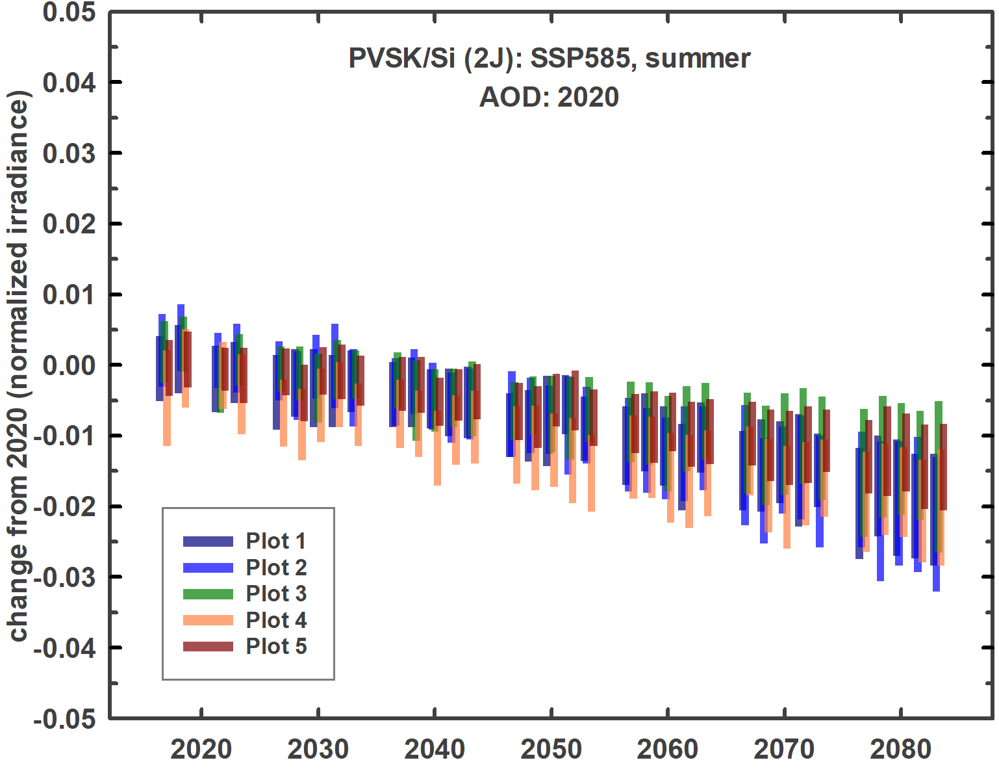 PVSK/Si (2J): SSP585, summer
AOD: 2020
change from 2020 (normalized irradiance)
0.05
0.04
0.03
0.02
0.01
0.00
-0.01
-0.02
-0.03
-0.04
-0.05
Plot 1
Plot 2
Plot 3
Plot 4
Plot 5
2020 2030 2040 2050 2060 2070 2080